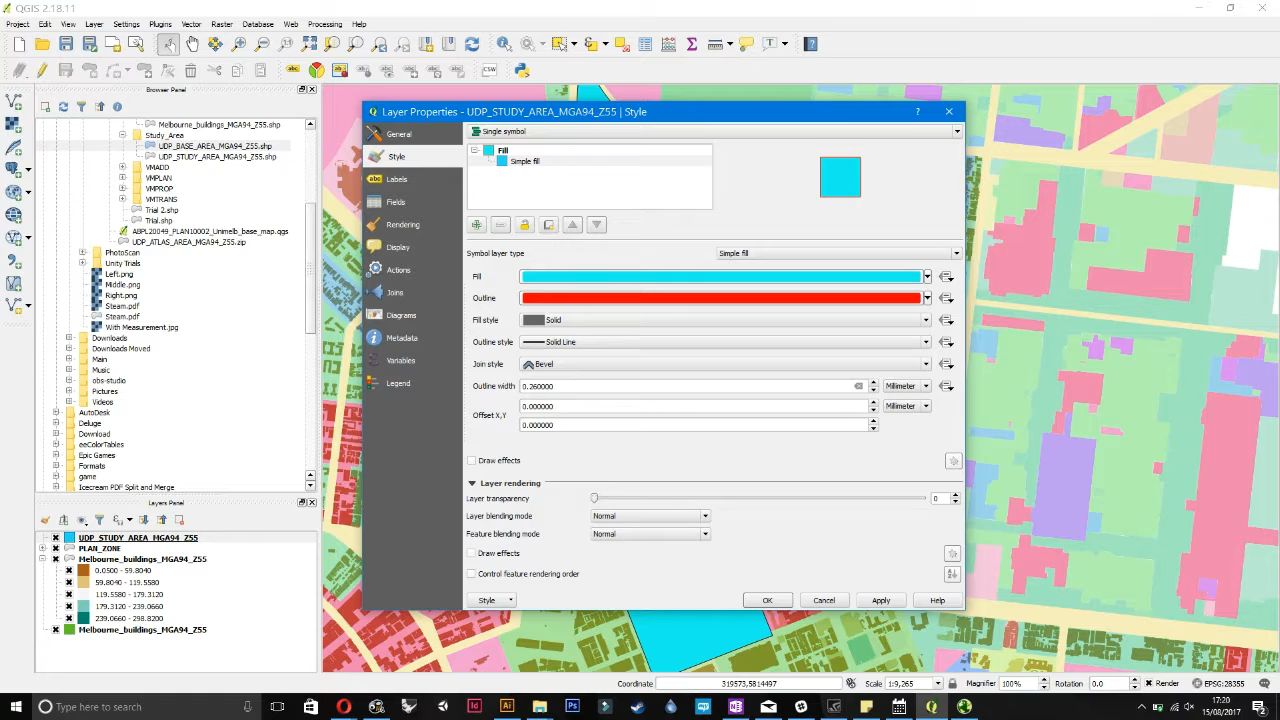 QGIS 2.18.11
Project Edit View Layer Settings Plugins Vector Raster Database Web Processing Help
abc
CSW
Browser Panel
Melbourne_buildings_MGA94_Z55.shp
Study_Area
UDP_BASE_AREA_MGA94_Z55.shp
UDP_STUDY_AREA_MGA94_Z55.shp
VMADD
VMPLAN
VMPROP
VMTRANS
Trial 2.shp
Trial.shp
ABPL20049_PLAN10002_Unimelb_base_map.qgs
UDP_ATLAS_AREA_MGA94_Z55.zip
PhotoScan
Unity Trials
Left.png
Middle.png
Right.png
Steam.pdf
Steam.pdf
With Measurement.jpg
Downloads
Downloads Moved
Main
Music
obs-studio
Pictures
Videos
AutoDesk
Deluge
Download
eeColorTables
Epic Games
Formats
game
Icecream PDF Split and Merge
Layers Panel
UDP_STUDY_AREA_MGA94_Z55
PLAN_ZONE
Melbourne_buildings_MGA94_Z55
0.0500 - 59.8040
59.8040 - 119.5580
119.5580 - 179.3120
179.3120 - 239.0660
239.0660 - 298.8200
Melbourne_buildings_MGA94_Z55
Layer Properties - UDP_STUDY_AREA_MGA94_Z55 | Style
General
Style
abc Labels
Fields
Rendering
Display
Actions
Joins
Diagrams
Metadata
Variables
Legend
Single symbol
Fill
Simple fill
Symbol layer type Simple fill
Fill
Outline
Fill style Solid
Outline style Solid Line
Join style Bevel
Outline width 0.260000 Millimeter
Offset X,Y 0.000000 Millimeter
0.000000
Draw effects
Layer rendering
Layer transparency 0
Layer blending mode Normal
Feature blending mode Normal
Draw effects
Control feature rendering order
Style OK Cancel Apply Help
Coordinate 319573,5814497 Scale 1:9,265 Magnifier 100% Rotation 0.0 Render EPSG:28355
Type here to search
Id Ai Ps
17:20
15/08/2017